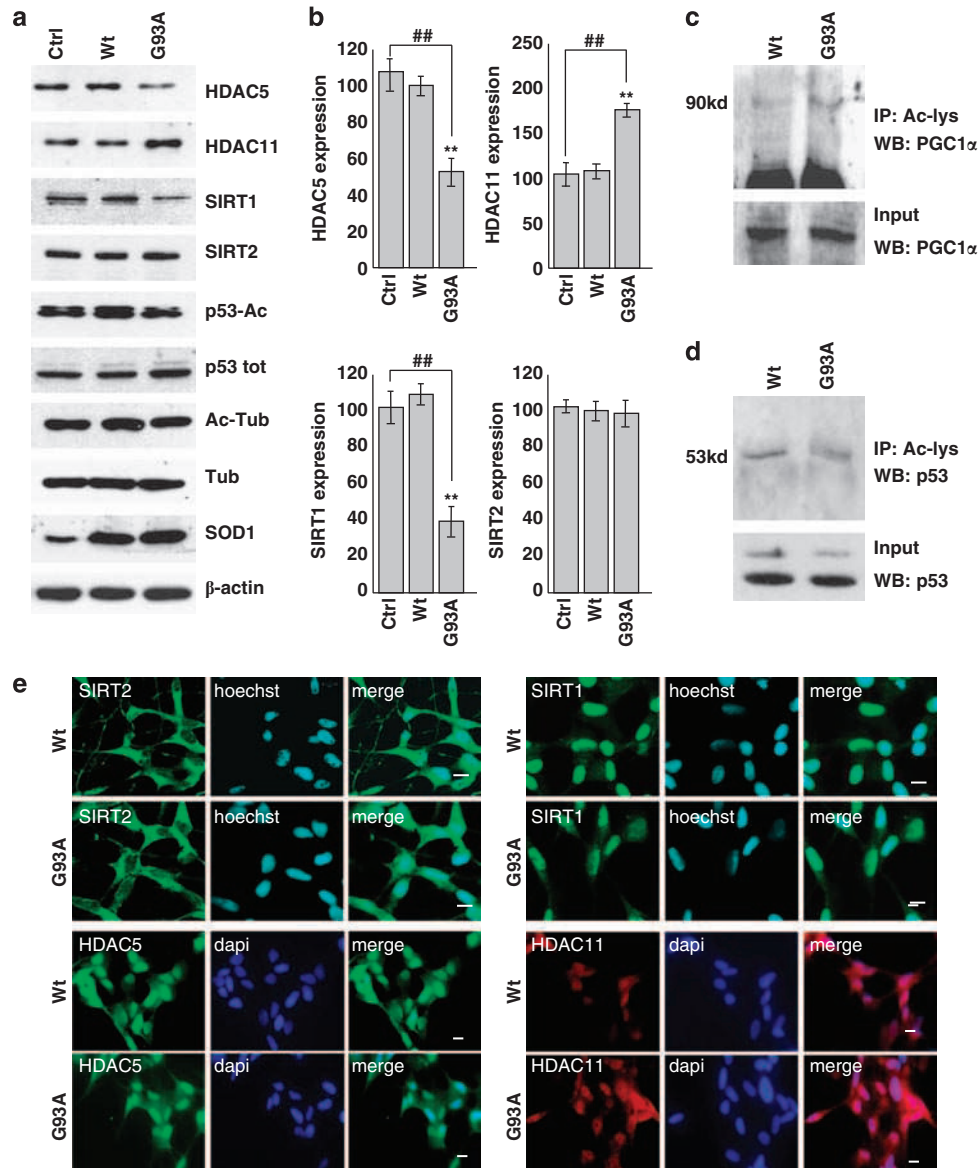 a
Ctrl Wt G93A
HDAC5
HDAC11
SIRT1
SIRT2
p53-Ac
p53 tot
Ac-Tub
Tub
SOD1
β-actin
b
HDAC5 expression
120
100
80
60
40
20
0
##
**
Ctrl Wt G93A
HDAC11 expression
250
200
150
100
50
0
##
**
Ctrl Wt G93A
SIRT1 expression
120
100
80
60
40
20
0
##
**
Ctrl Wt G93A
SIRT2 expression
120
100
80
60
40
20
0
Ctrl Wt G93A
c
Wt G93A
90kd
IP: Ac-lys
WB: PGC1α
Input
WB: PGC1α
d
Wt G93A
53kd
IP: Ac-lys
WB: p53
Input
WB: p53
e
Wt
SIRT2 hoechst merge
G93A
SIRT2 hoechst merge
Wt
HDAC5 dapi merge
G93A
HDAC5 dapi merge
Wt
SIRT1 hoechst merge
G93A
SIRT1 hoechst merge
Wt
HDAC11 dapi merge
G93A
HDAC11 dapi merge